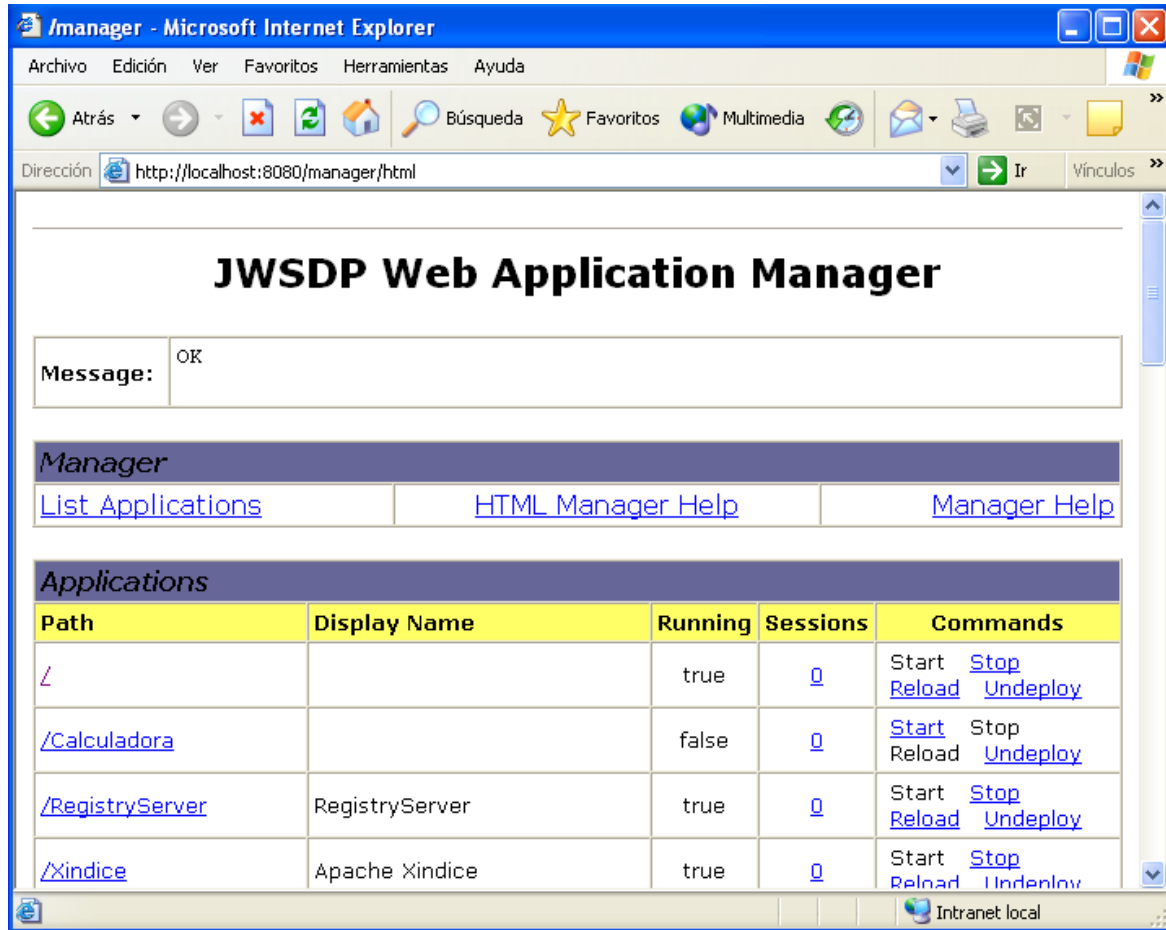 /manager - Microsoft Internet Explorer
Archivo Edición Ver Favoritos Herramientas Ayuda
Atrás Búsqueda Favoritos Multimedia »
Dirección http://localhost:8080/manager/html Ir Vínculos »
JWSDP Web Application Manager
Message: OK
Manager
List Applications HTML Manager Help Manager Help
Applications
Path Display Name Running Sessions Commands
/ true 0 Start Stop
Reload Undeploy
/Calculadora false 0 Start Stop
Reload Undeploy
/RegistryServer RegistryServer true 0 Start Stop
Reload Undeploy
/Xindice Apache Xindice true 0 Start Stop
Reload Undeploy
Intranet local